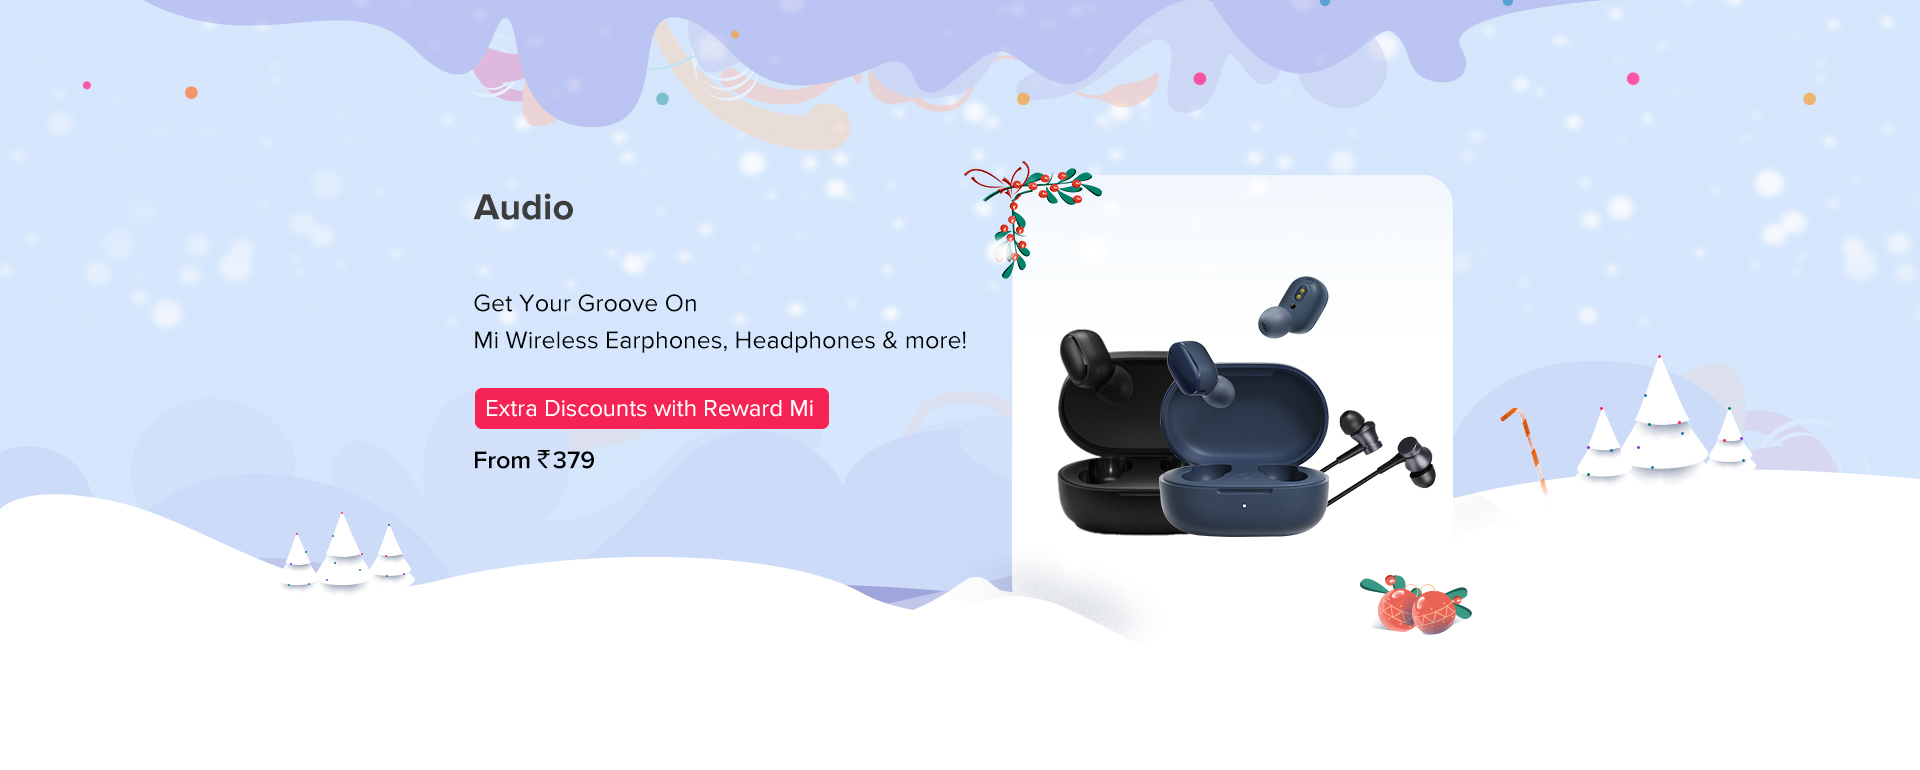 Audio
Get Your Groove On
Mi Wireless Earphones, Headphones & more!
Extra Discounts with Reward Mi
From ₹379